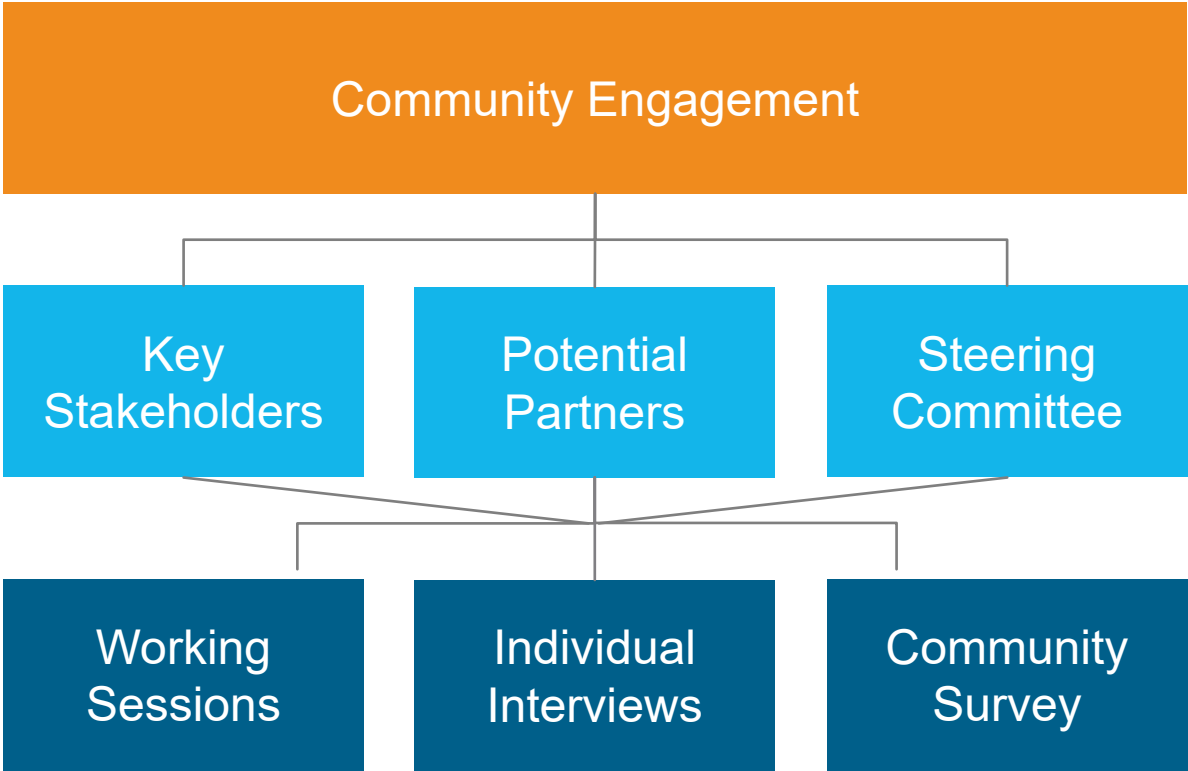 Community Engagement
Key
Stakeholders
Potential
Partners
Steering
Committee
Working
Sessions
Individual
Interviews
Community
Survey